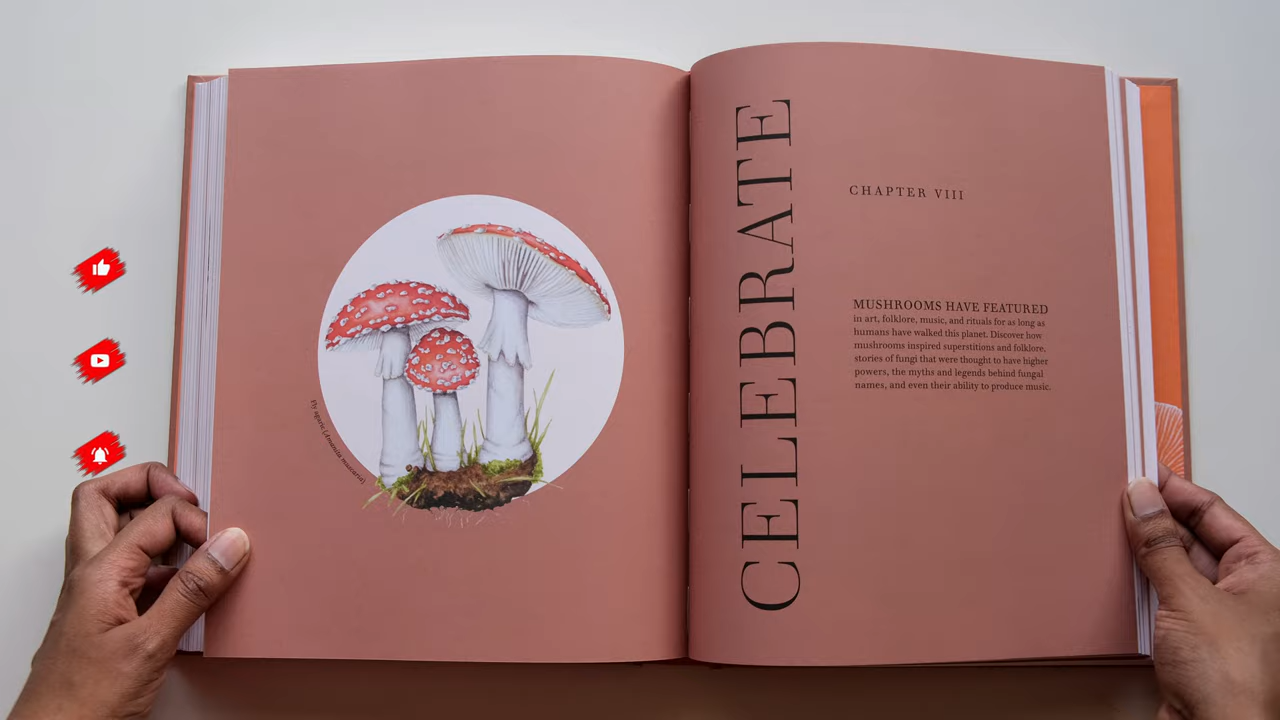 Fly agaric (Amanita muscaria)
CELEBRATE
CHAPTER VIII
MUSHROOMS HAVE FEATURED
in art, folklore, music, and rituals for as long as
humans have walked this planet. Discover how
mushrooms inspired superstitions and folklore,
stories of fungi that were thought to have higher
powers, the myths and legends behind fungal
names, and even their ability to produce music.